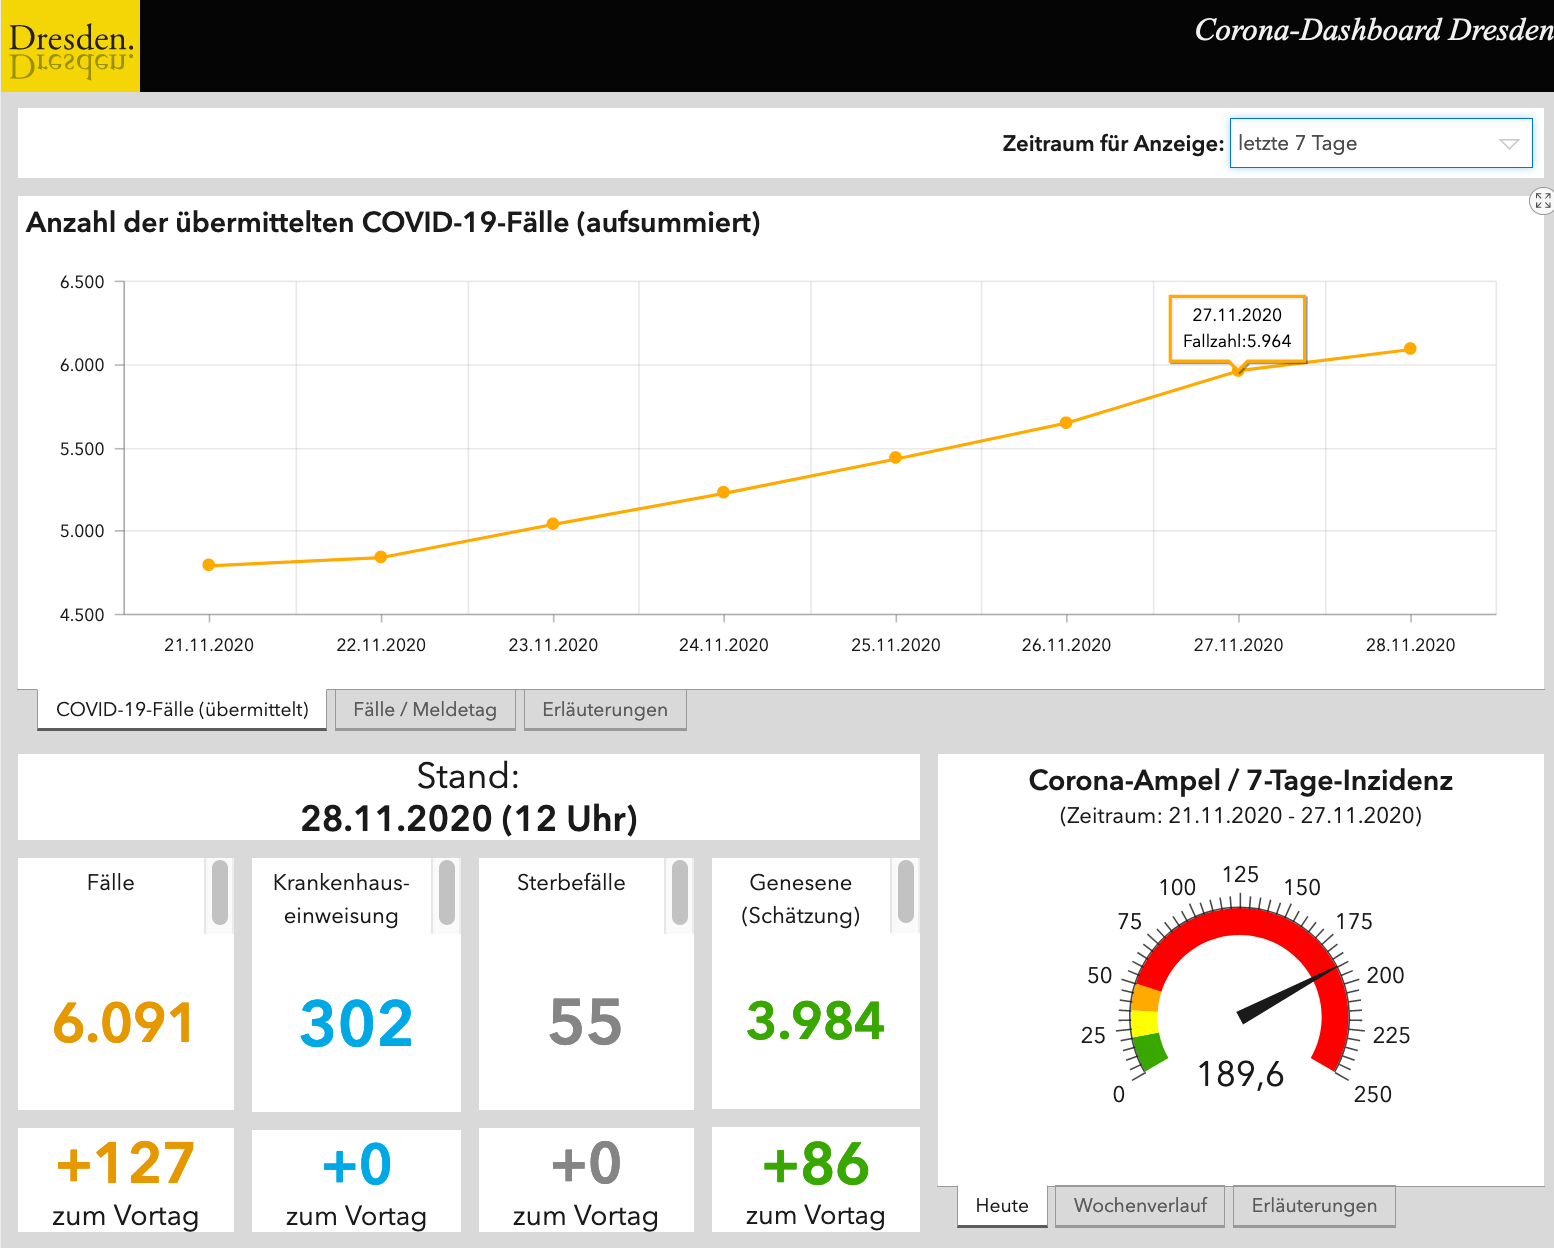 Dresden.
Dresden.
Corona-Dashboard Dresden
Zeitraum für Anzeige: letzte 7 Tage
Anzahl der übermittelten COVID-19-Fälle (aufsummiert)
6.500
6.000
5.500
5.000
4.500
27.11.2020
Fallzahl:5.964
21.11.2020 22.11.2020 23.11.2020 24.11.2020 25.11.2020 26.11.2020 27.11.2020 28.11.2020
COVID-19-Fälle (übermittelt) Fälle / Meldetag Erläuterungen
Stand:
28.11.2020 (12 Uhr)
Fälle
6.091
+127
zum Vortag
Krankenhaus-
einweisung
302
+0
zum Vortag
Sterbefälle
55
+0
zum Vortag
Genesene
(Schätzung)
3.984
+86
zum Vortag
Corona-Ampel / 7-Tage-Inzidenz
(Zeitraum: 21.11.2020 - 27.11.2020)
0
25
50
75
100
125
150
175
200
225
250
189,6
Heute Wochenverlauf Erläuterungen